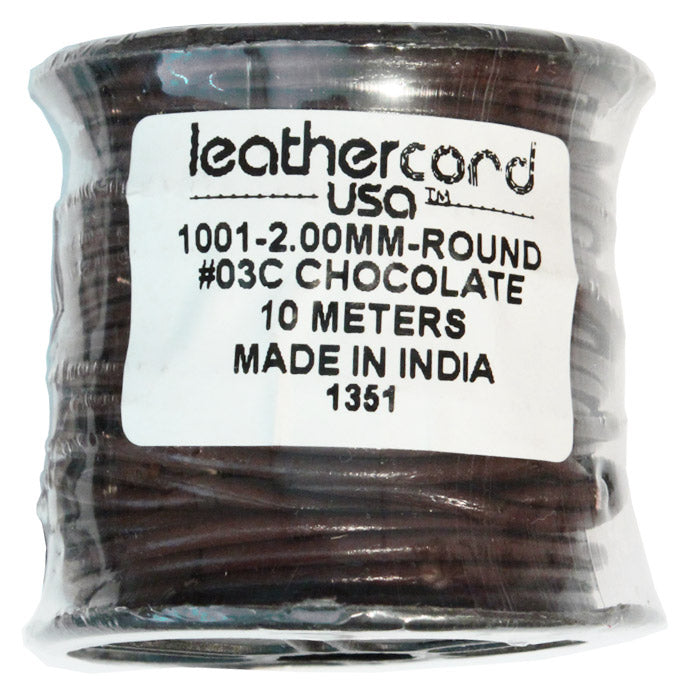 leathercord
usa™
1001-2.00MM-ROUND
#03C CHOCOLATE
10 METERS
MADE IN INDIA
1351